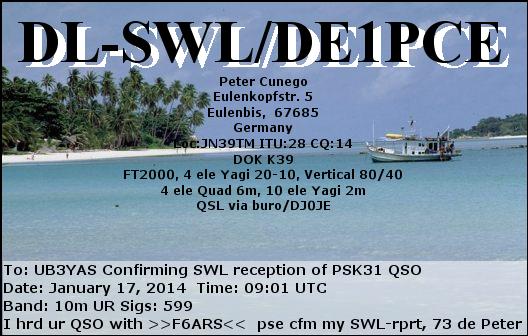 DL-SWL/DE1PCE
Peter Cunego
Eulenkopfstr. 5
Eulenbis, 67685
Germany
Loc:JN39TM ITU:28 CQ:14
DOK K39
FT2000, 4 ele Yagi 20-10, Vertical 80/40
4 ele Quad 6m, 10 ele Yagi 2m
QSL via buro/DJ0JE
To: UB3YAS Confirming SWL reception of PSK31 QSO
Date: January 17, 2014 Time: 09:01 UTC
Band: 10m UR Sigs: 599
I hrd ur QSO with >>F6ARS<< pse cfm my SWL-rprt, 73 de Peter